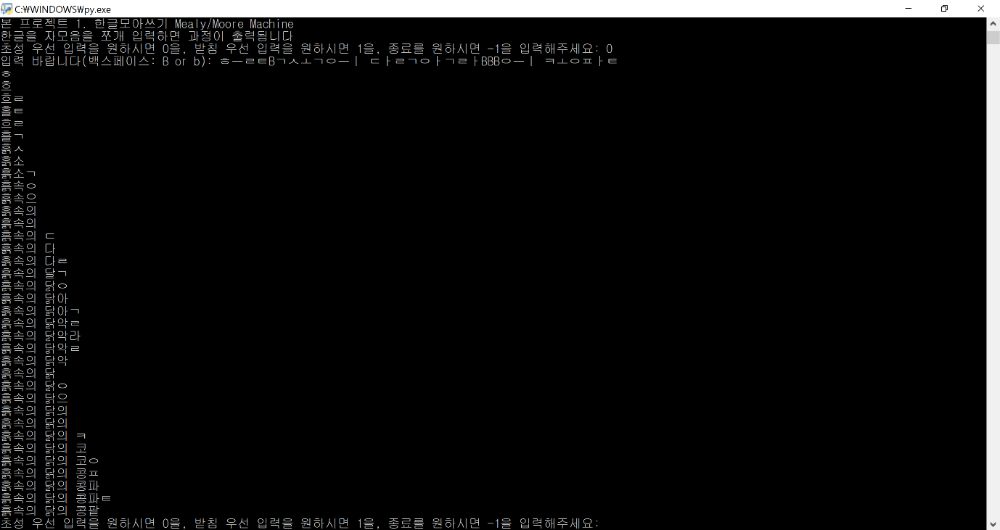 C:₩WINDOWS₩py.exe
본 프로젝트 1. 한글모아쓰기 Mealy/Moore Machine
한글을 자모음을 쪼개 입력하면 과정이 출력됩니다
초성 우선 입력을 원하시면 0을, 받침 우선 입력을 원하시면 1을, 종료를 원하시면 -1을 입력해주세요: 0
입력 바랍니다(백스페이스: B or b): ㅎㅡㄹㅌBㄱㅅㅗㄱㅇㅡㅣ ㄷㅏㄹㄱㅇㅏㄱㄹㅏBBBㅇㅡㅣ ㅋㅗㅇㅍㅏㅌ
ㅎ
흐
흐ㄹ
흘ㅌ
흐ㄹ
흘ㄱ
흙ㅅ
흙소
흙소ㄱ
흙속ㅇ
흙속으
흙속의
흙속의
흙속의 ㄷ
흙속의 다
흙속의 다ㄹ
흙속의 달ㄱ
흙속의 닭ㅇ
흙속의 닭아
흙속의 닭아ㄱ
흙속의 닭악ㄹ
흙속의 닭악라
흙속의 닭악ㄹ
흙속의 닭악
흙속의 닭
흙속의 닭ㅇ
흙속의 닭으
흙속의 닭의
흙속의 닭의
흙속의 닭의 ㅋ
흙속의 닭의 코
흙속의 닭의 코ㅇ
흙속의 닭의 콩ㅍ
흙속의 닭의 콩파
흙속의 닭의 콩파ㅌ
흙속의 닭의 콩팥
초성 우선 입력을 원하시면 0을, 받침 우선 입력을 원하시면 1을, 종료를 원하시면 -1을 입력해주세요: